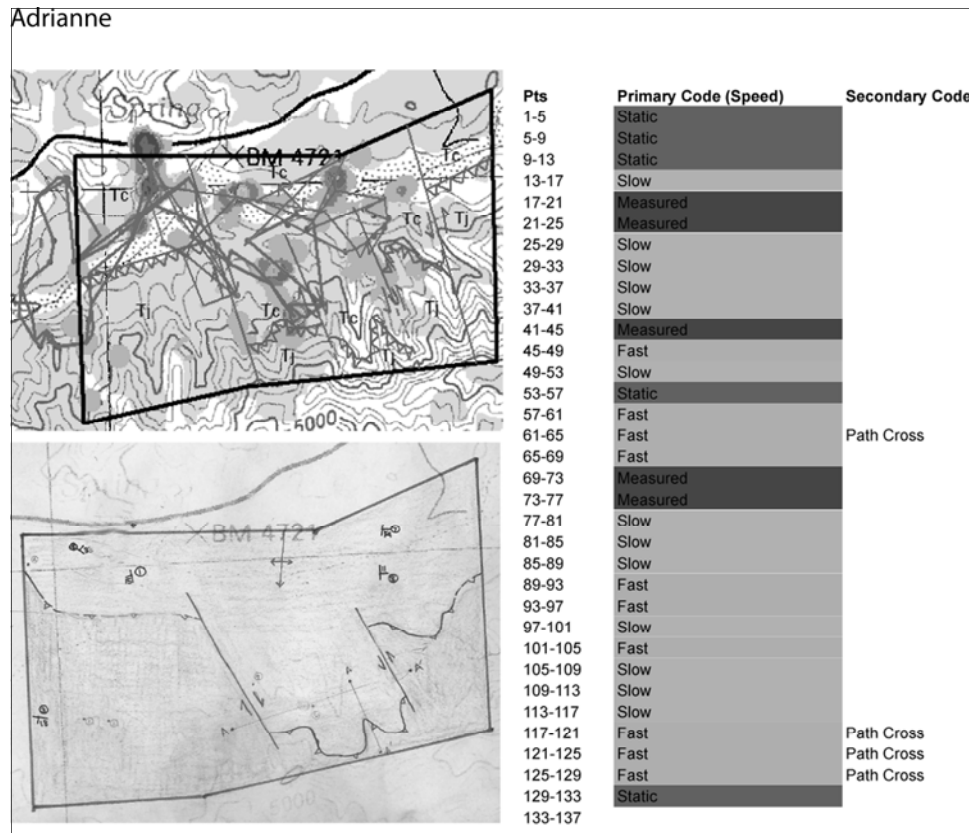 Adrianne
Spring
BM 4721
Tc
Tc
Tc
Tc
Tj
Tj
Tc
Tc
Tj
Tj
Tj
5000
Spring
BM 4721
5000
Pts Primary Code (Speed) Secondary Code
1-5 Static
5-9 Static
9-13 Static
13-17 Slow
17-21 Measured
21-25 Measured
25-29 Slow
29-33 Slow
33-37 Slow
37-41 Slow
41-45 Measured
45-49 Fast
49-53 Slow
53-57 Static
57-61 Fast
61-65 Fast Path Cross
65-69 Fast
69-73 Measured
73-77 Measured
77-81 Slow
81-85 Slow
85-89 Slow
89-93 Fast
93-97 Fast
97-101 Slow
101-105 Fast
105-109 Slow
109-113 Slow
113-117 Slow
117-121 Fast Path Cross
121-125 Fast Path Cross
125-129 Fast Path Cross
129-133 Static
133-137